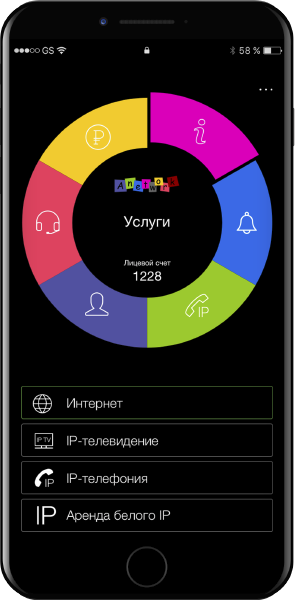 GS
58 %
Anetwork
Услуги
Лицевой счет
1228
IP
Интернет
IP TV
IP-телевидение
IP
IP-телефония
IP
Аренда белого IP